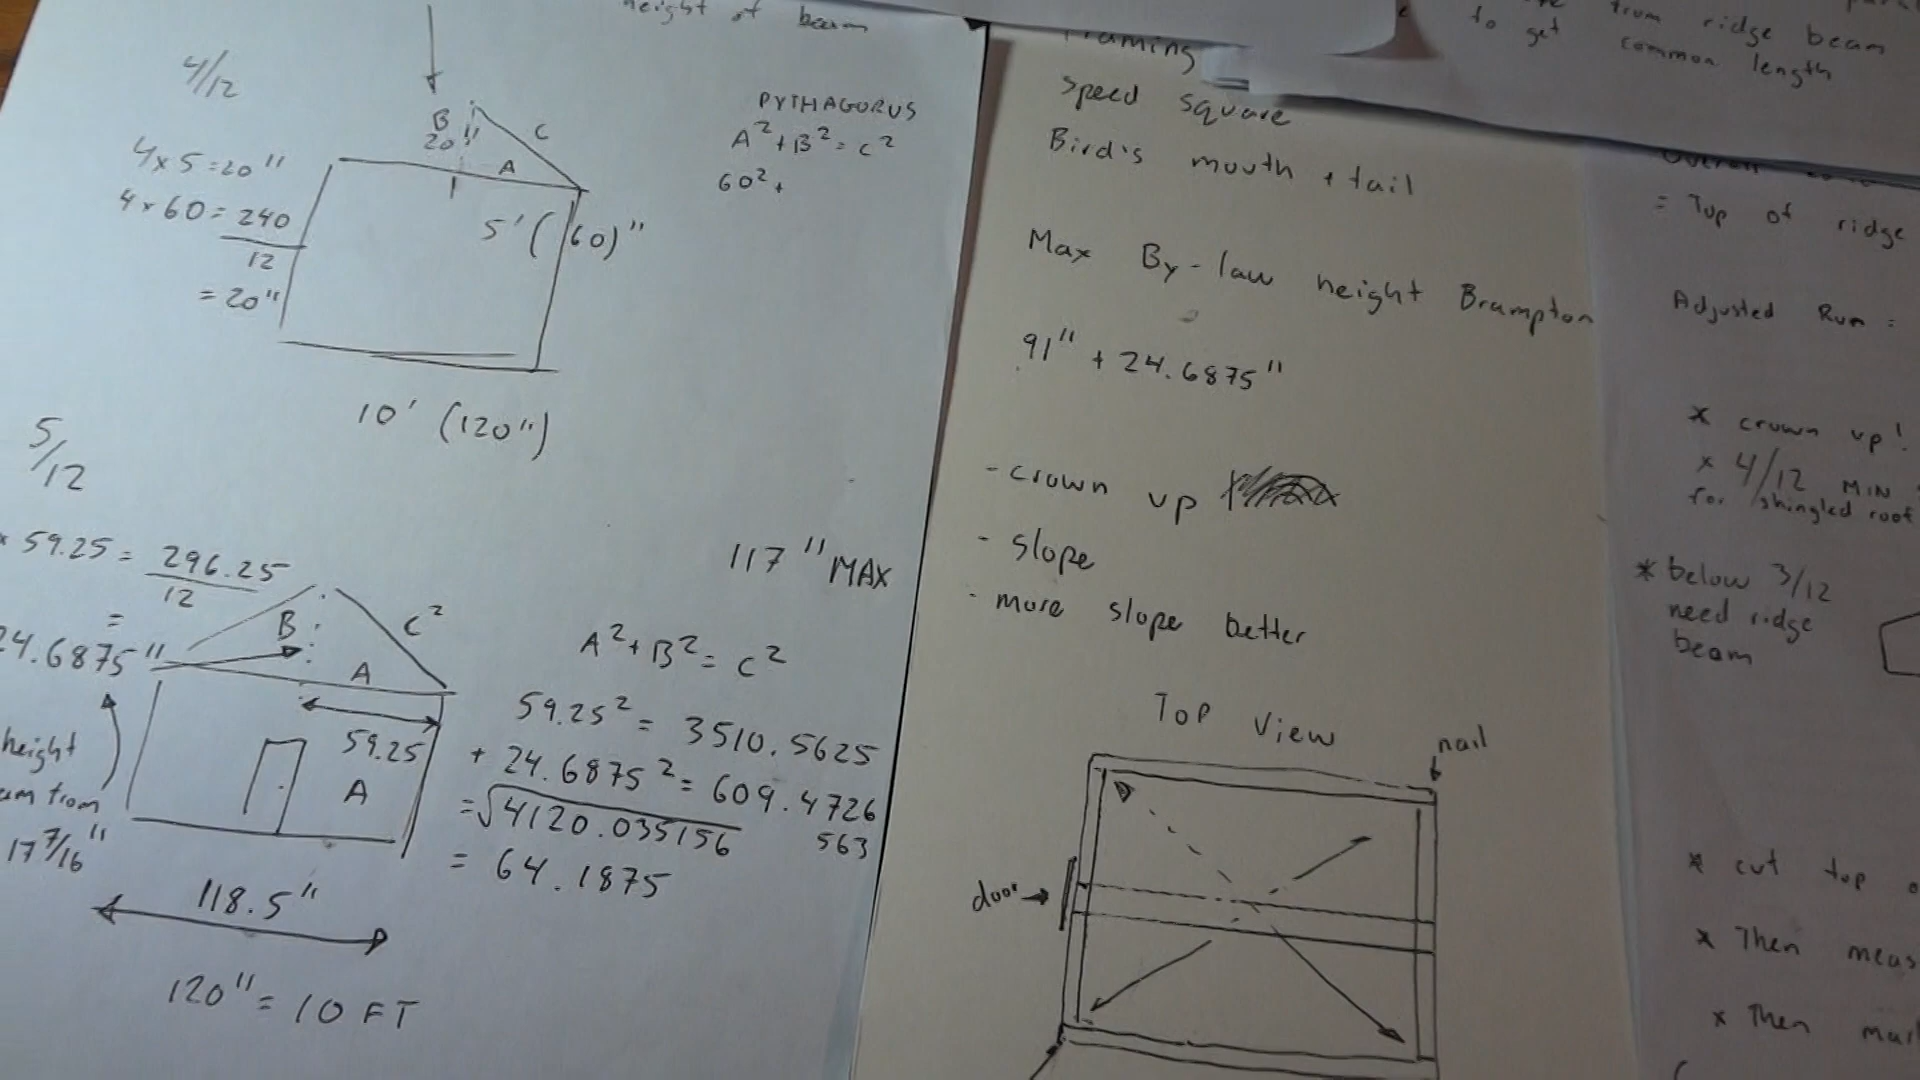 height of beam
4/12
B
20"
C
A
4 x 5 = 20"
4 x 60 = 240
12
= 20"
5' (60)"
10' (120")
PYTHAGORUS
A² + B² = C²
60² +
5/12
x 59.25 = 296.25
12
=
24.6875"
B
C²
A
59.25
A
height
from
17 7/16"
118.5"
120" = 10 FT
117" MAX
A² + B² = C²
59.25² = 3510.5625
+ 24.6875² = 609.4726
563
= √4120.035156
= 64.1875
Framing
Speed square
Bird's mouth + tail
Max By-law height Brampton
91" + 24.6875"
- crown up
- slope
- more slope better
Top View
nail
door
from ridge beam
to get common length
= Top of ridge
Adjusted Run =
* crown up!
* 4/12 MIN
for shingled roof
* below 3/12
need ridge
beam
* cut top
* Then
* Then